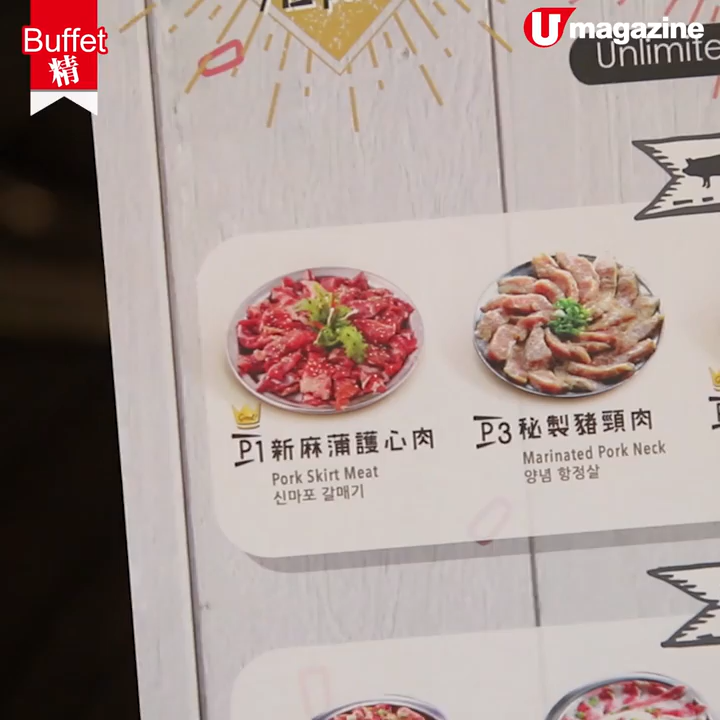 Buffet
精
U magazine
Unlimite
P1 新麻蒲護心肉
Pork Skirt Meat
신마포 갈매기
P3 秘製豬頸肉
Marinated Pork Neck
양념 항정살